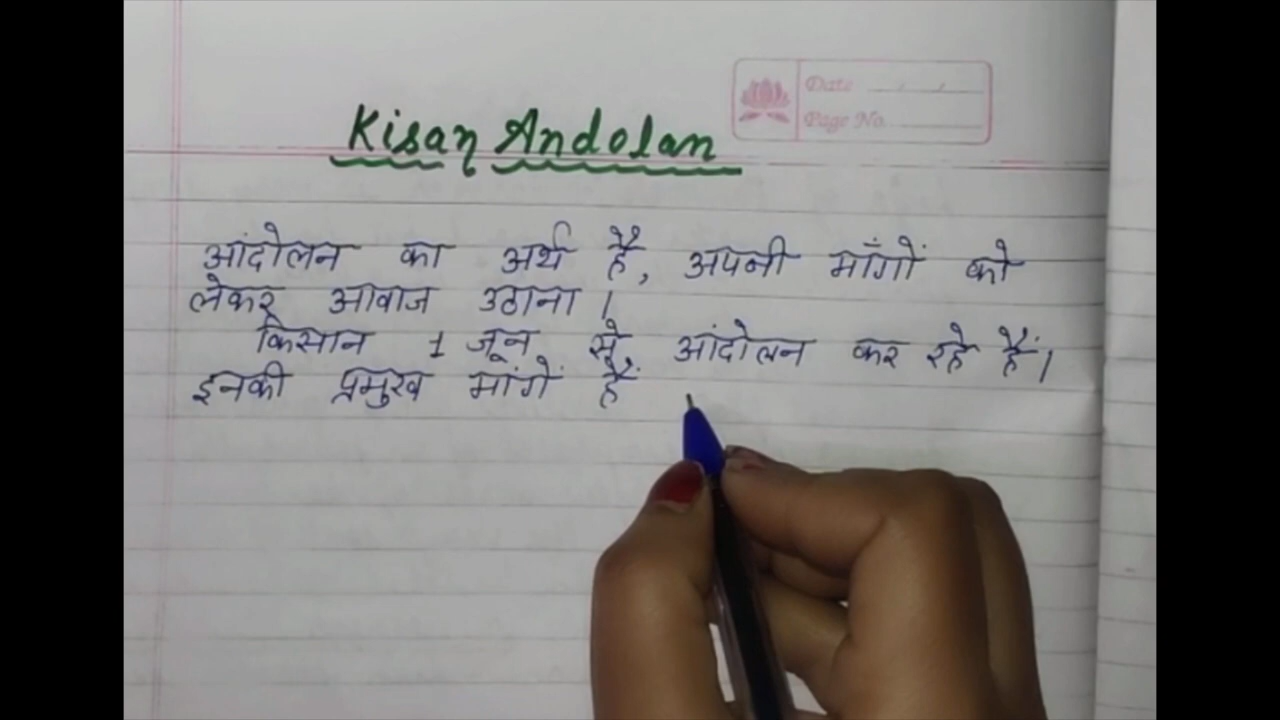 Date
Page No.
Kisan Andolan
आंदोलन का अर्थ है, अपनी माँगों को
लेकर आवाज उठाना।
किसान 1 जून से आंदोलन कर रहे हैं।
इनकी प्रमुख मांगें हैं